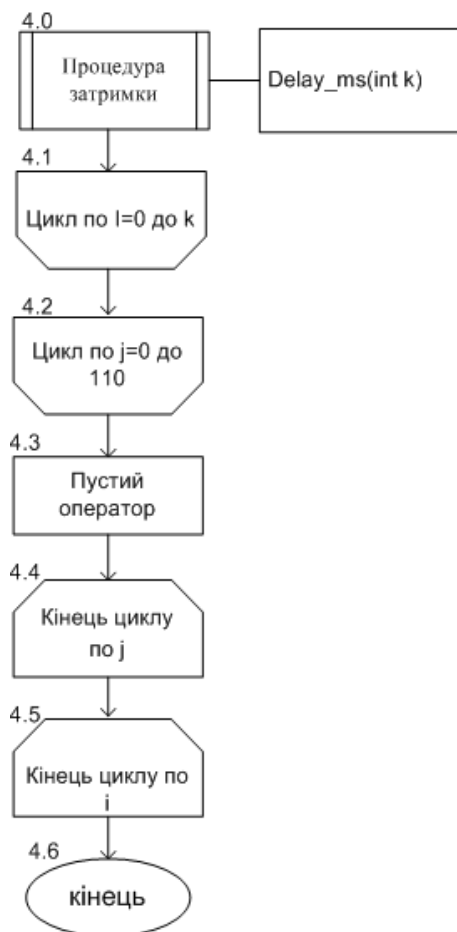 4.0
Процедура
затримки
Delay_ms(int k)
4.1
Цикл по I=0 до k
4.2
Цикл по j=0 до
110
4.3
Пустий
оператор
4.4
Кінець циклу
по j
4.5
Кінець циклу по
i
4.6
кінець